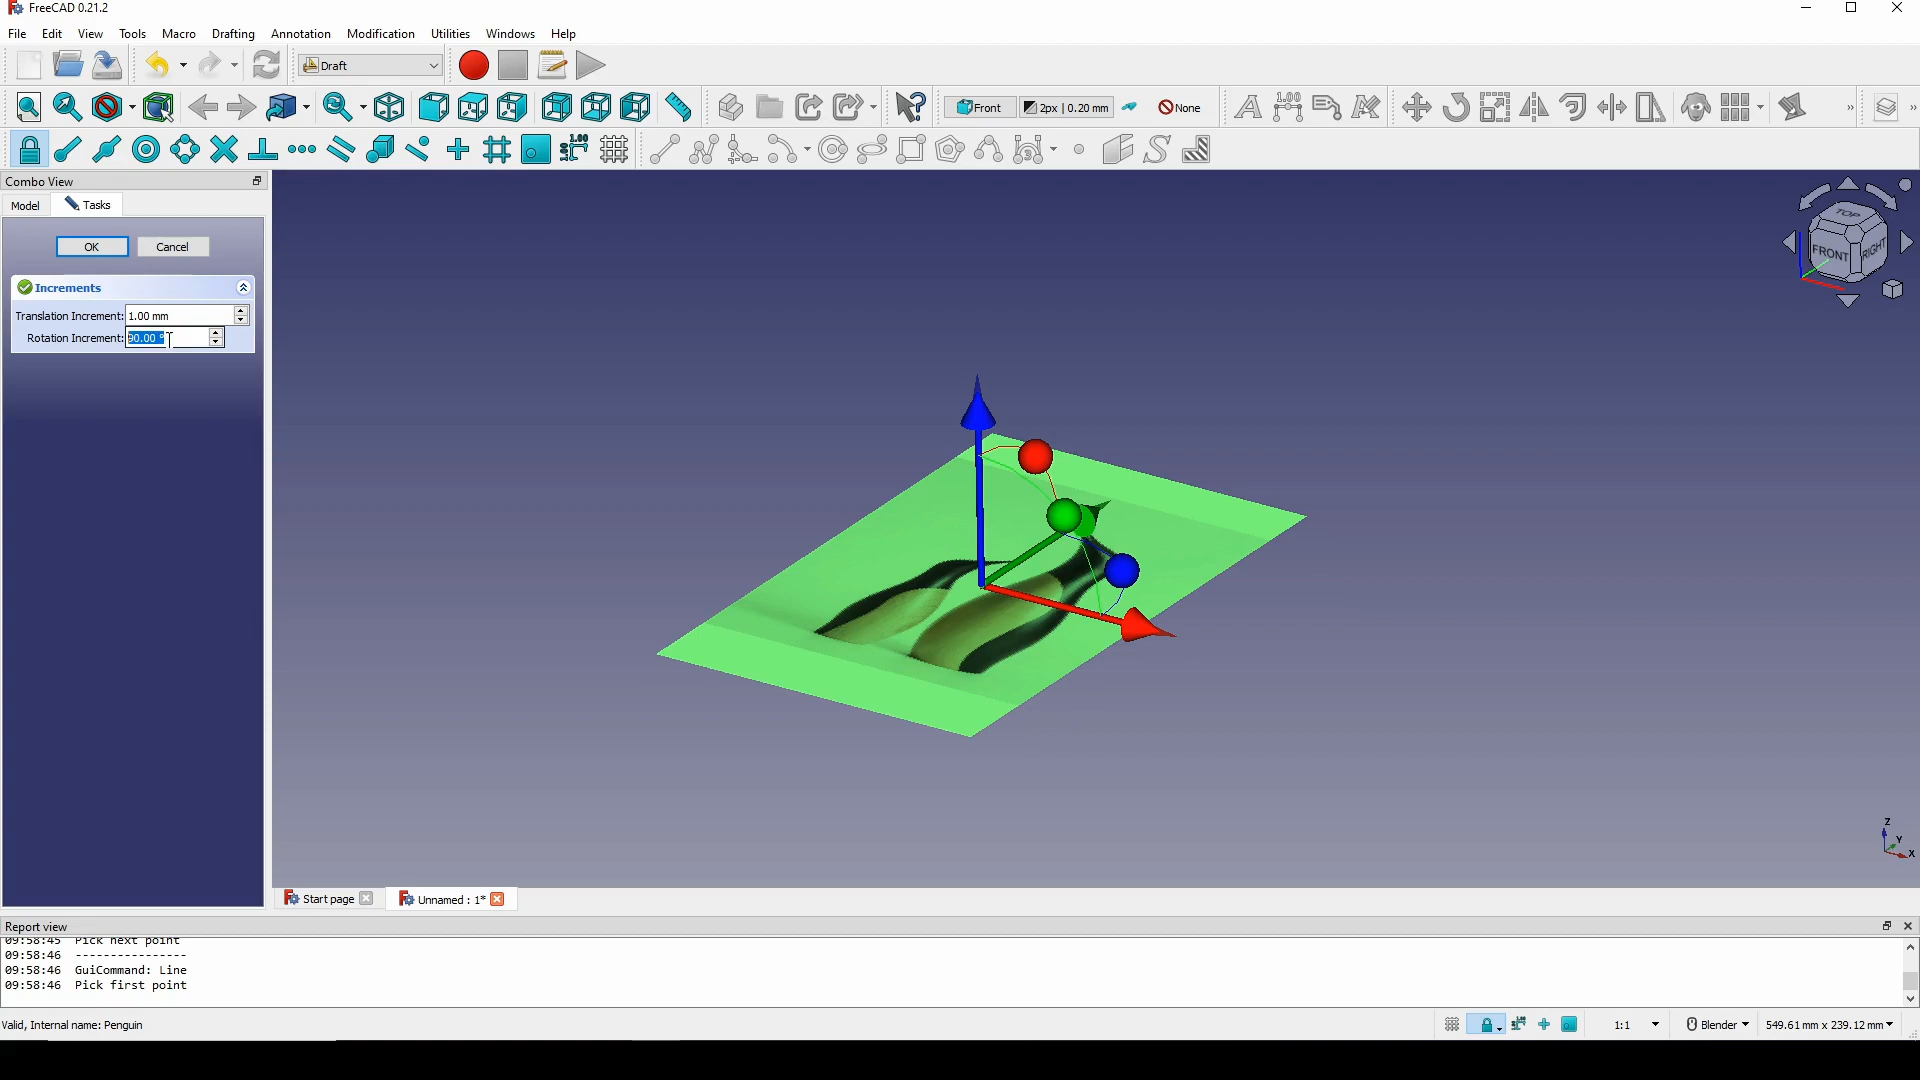 FreeCAD 0.21.2
File Edit View Tools Macro Drafting Annotation Modification Utilities Windows Help
Draft
Front 2px | 0.20 mm None
Combo View
Model Tasks
OK Cancel
Increments
Translation Increment: 1.00 mm
Rotation Increment: 90.00 °
TOP
FRONT RIGHT
Z
Y
X
Start page Unnamed : 1*
Report view
09:58:45 Pick next point
09:58:46 ----------------
09:58:46 GuiCommand: Line
09:58:46 Pick first point
Valid, Internal name: Penguin
1:1 Blender 549.61 mm x 239.12 mm